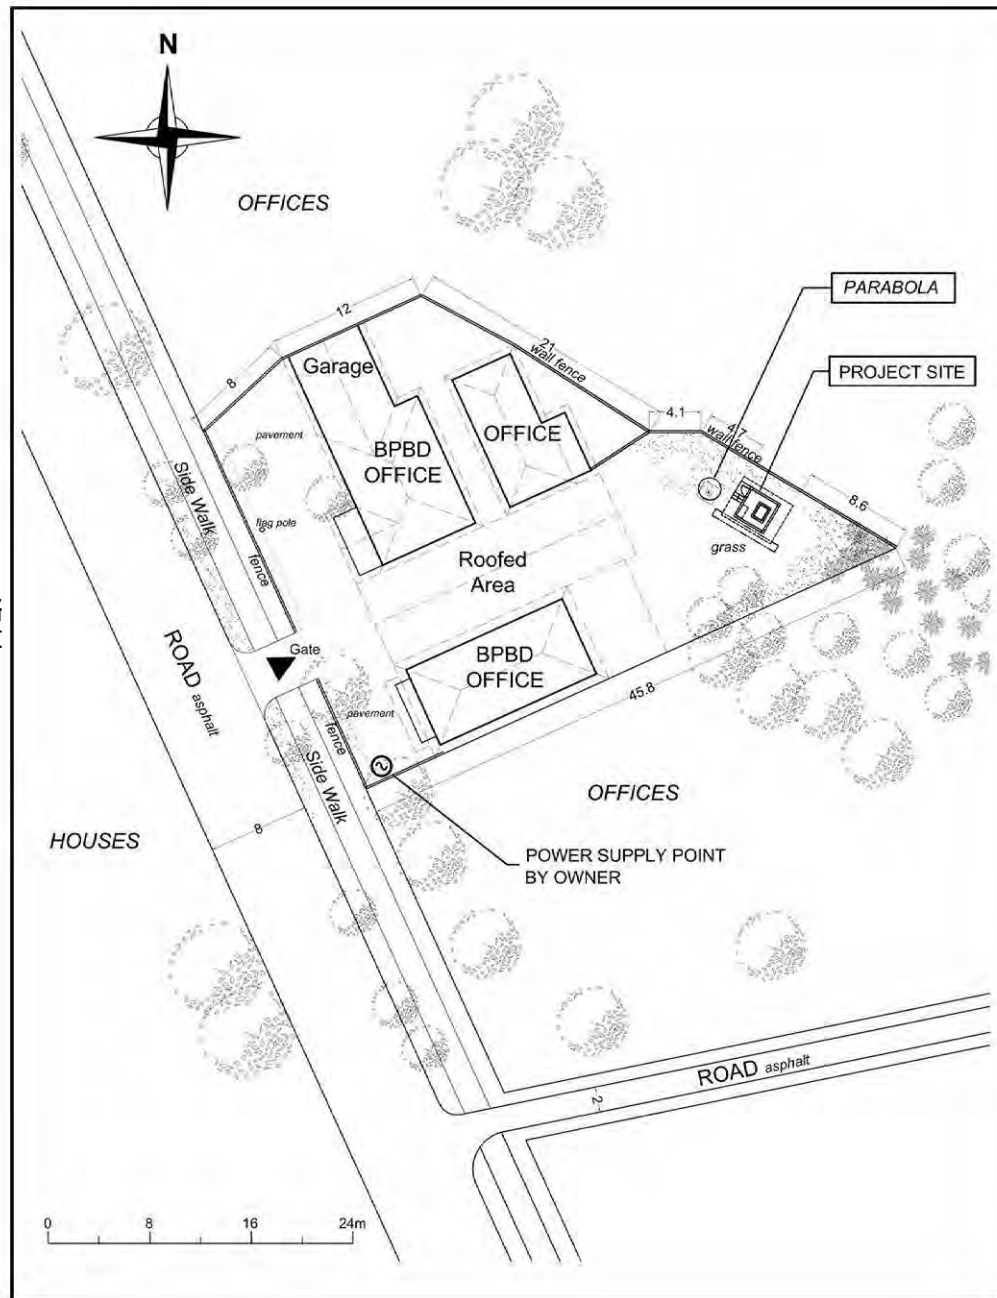 N
OFFICES
PARABOLA
12
21
wall fence
PROJECT SITE
8
Garage
4.1
4.7
wall fence
OFFICE
pavement
BPBD
OFFICE
8.6
Side Walk
flag pole
grass
fence
Roofed
Area
ROAD asphalt
Gate
BPBD
OFFICE
45.8
pavement
fence
Side Walk
OFFICES
HOUSES
8
POWER SUPPLY POINT
BY OWNER
ROAD asphalt
2
0 8 16 24m